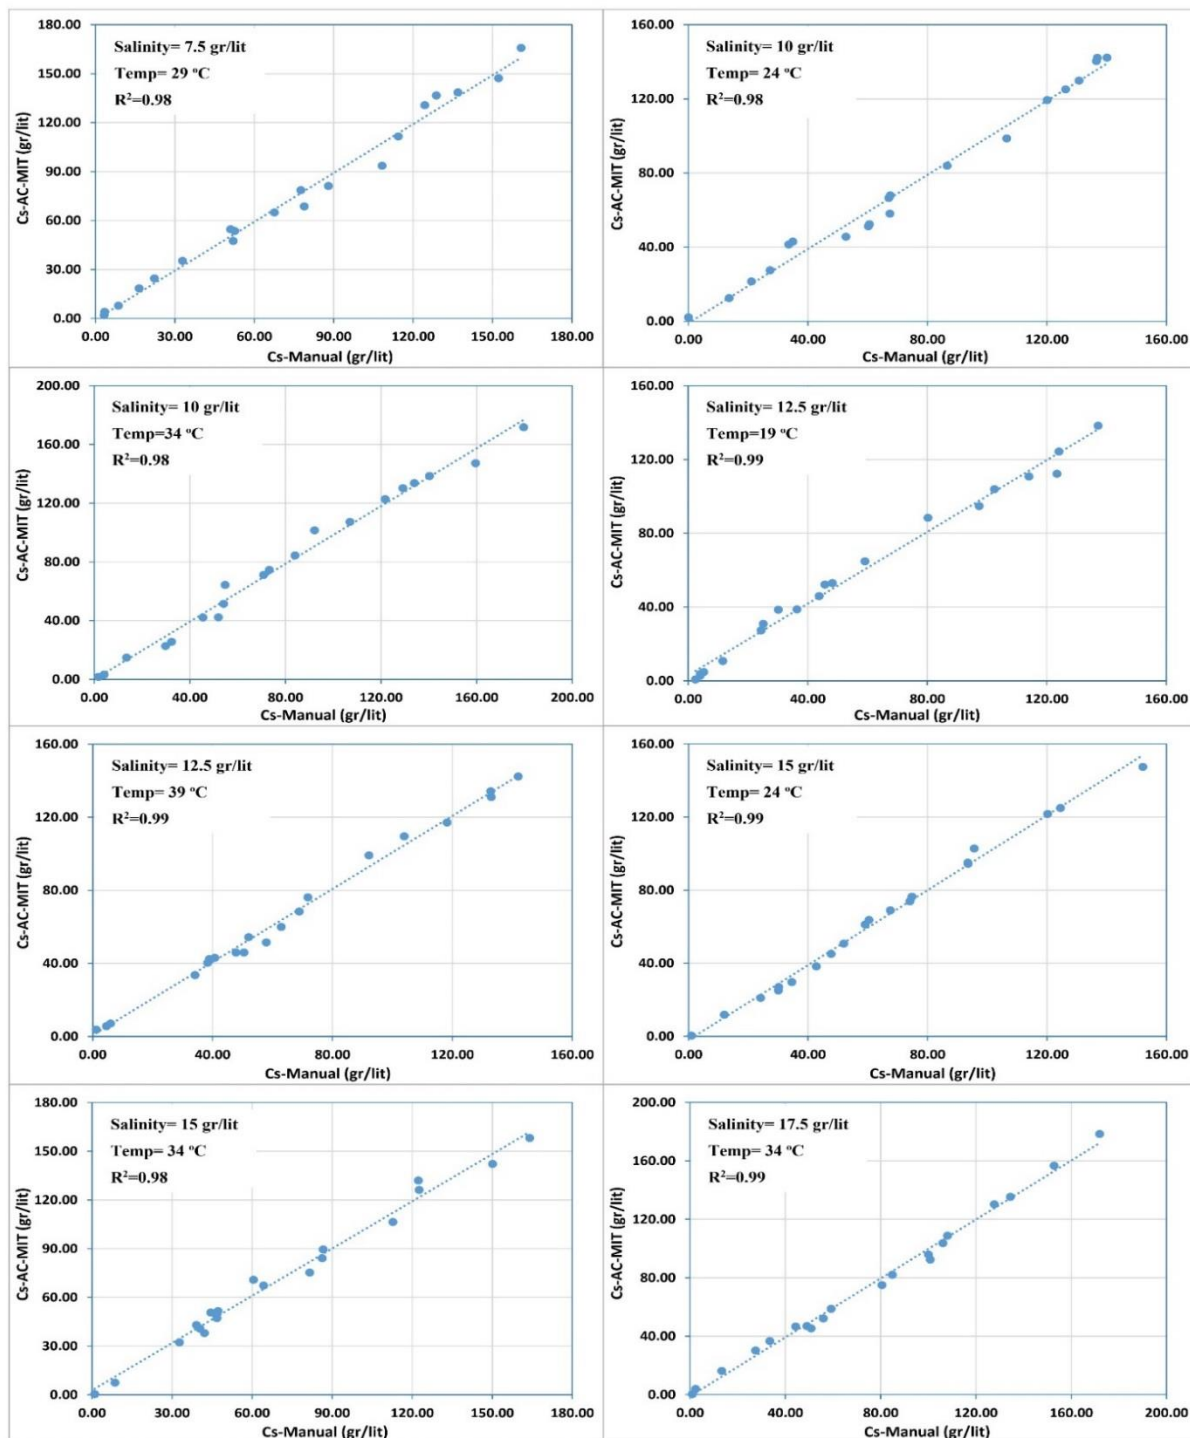 Salinity= 7.5 gr/lit
Temp= 29 °C
R²=0.98
Cs-AC-MIT (gr/lit)
180.00
150.00
120.00
90.00
60.00
30.00
0.00
0.00 30.00 60.00 90.00 120.00 150.00 180.00
Cs-Manual (gr/lit)
Salinity= 10 gr/lit
Temp= 24 °C
R²=0.98
Cs-AC-MIT (gr/lit)
160.00
120.00
80.00
40.00
0.00
0.00 40.00 80.00 120.00 160.00
Cs-Manual (gr/lit)
Salinity= 10 gr/lit
Temp=34 °C
R²=0.98
Cs-AC-MIT (gr/lit)
200.00
160.00
120.00
80.00
40.00
0.00
0.00 40.00 80.00 120.00 160.00 200.00
Cs-Manual (gr/lit)
Salinity= 12.5 gr/lit
Temp=19 °C
R²=0.99
Cs-AC-MIT (gr/lit)
160.00
120.00
80.00
40.00
0.00
0.00 40.00 80.00 120.00 160.00
Cs-Manual (gr/lit)
Salinity= 12.5 gr/lit
Temp= 39 °C
R²=0.99
Cs-AC-MIT (gr/lit)
160.00
120.00
80.00
40.00
0.00
0.00 40.00 80.00 120.00 160.00
Cs-Manual (gr/lit)
Salinity= 15 gr/lit
Temp= 24 °C
R²=0.99
Cs-AC-MIT (gr/lit)
160.00
120.00
80.00
40.00
0.00
0.00 40.00 80.00 120.00 160.00
Cs-Manual (gr/lit)
Salinity= 15 gr/lit
Temp= 34 °C
R²=0.98
Cs-AC-MIT (gr/lit)
180.00
150.00
120.00
90.00
60.00
30.00
0.00
0.00 30.00 60.00 90.00 120.00 150.00 180.00
Cs-Manual (gr/lit)
Salinity= 17.5 gr/lit
Temp= 34 °C
R²=0.99
Cs-AC-MIT (gr/lit)
200.00
160.00
120.00
80.00
40.00
0.00
0.00 40.00 80.00 120.00 160.00 200.00
Cs-Manual (gr/lit)